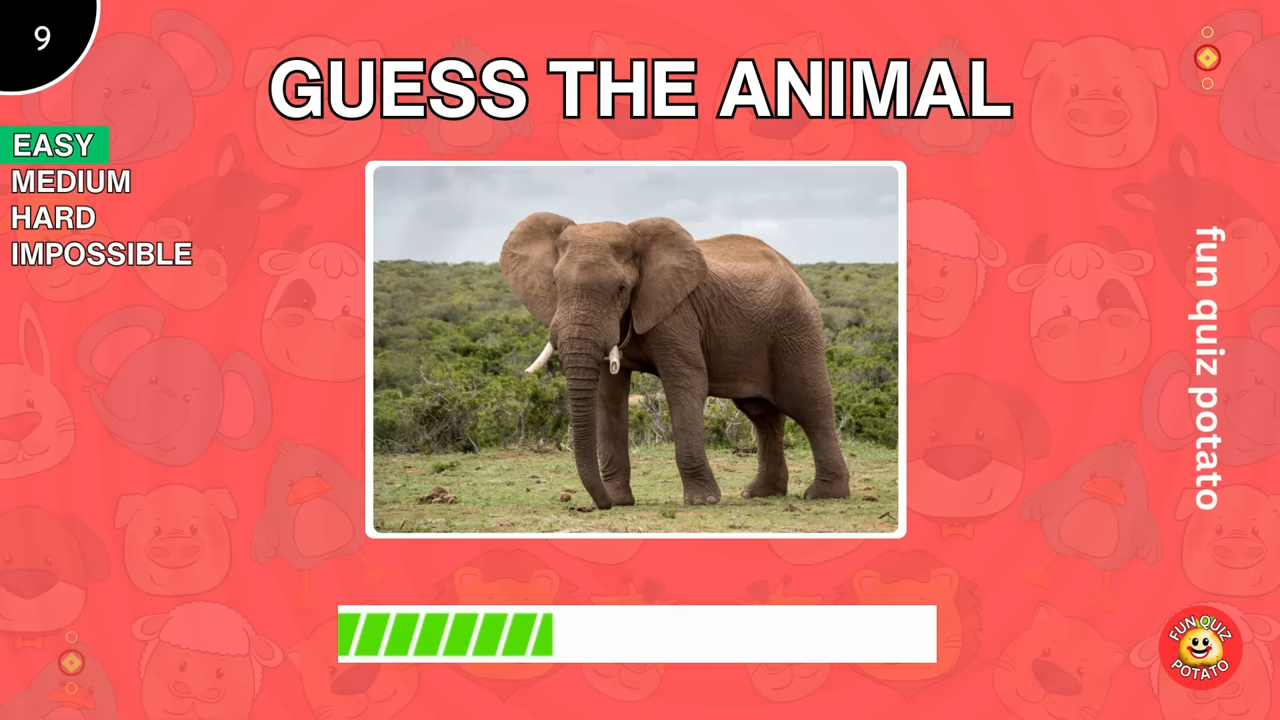 9
GUESS THE ANIMAL
EASY
MEDIUM
HARD
IMPOSSIBLE
fun quiz potato
FUN QUIZ
POTATO